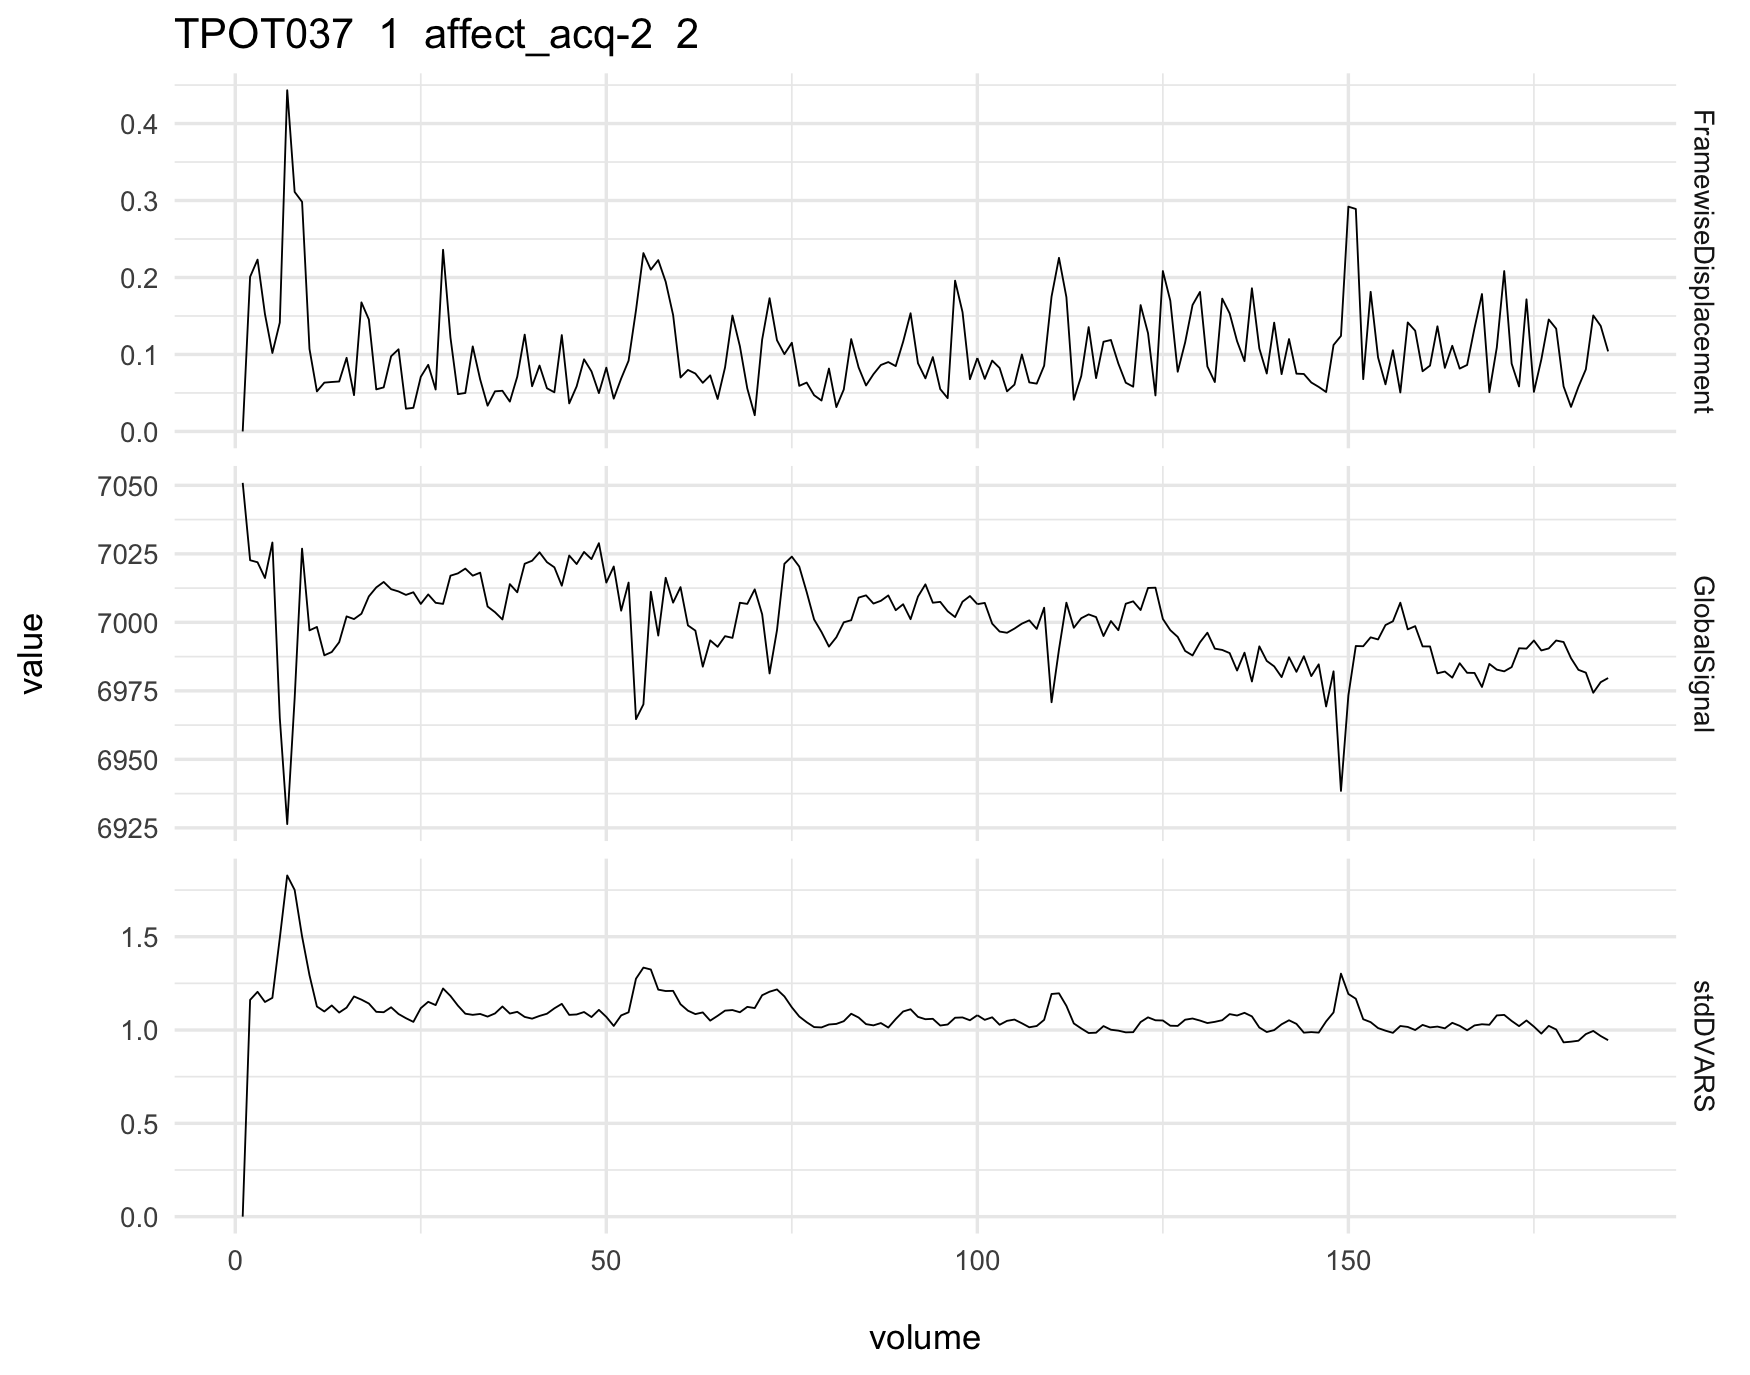 TPOT037  1  affect_acq-2  2
0.4
0.3
0.2
0.1
0.0
FramewiseDisplacement
7050
7025
7000
6975
6950
6925
GlobalSignal
value
1.5
1.0
0.5
0.0
stdDVARS
0 50 100 150
volume